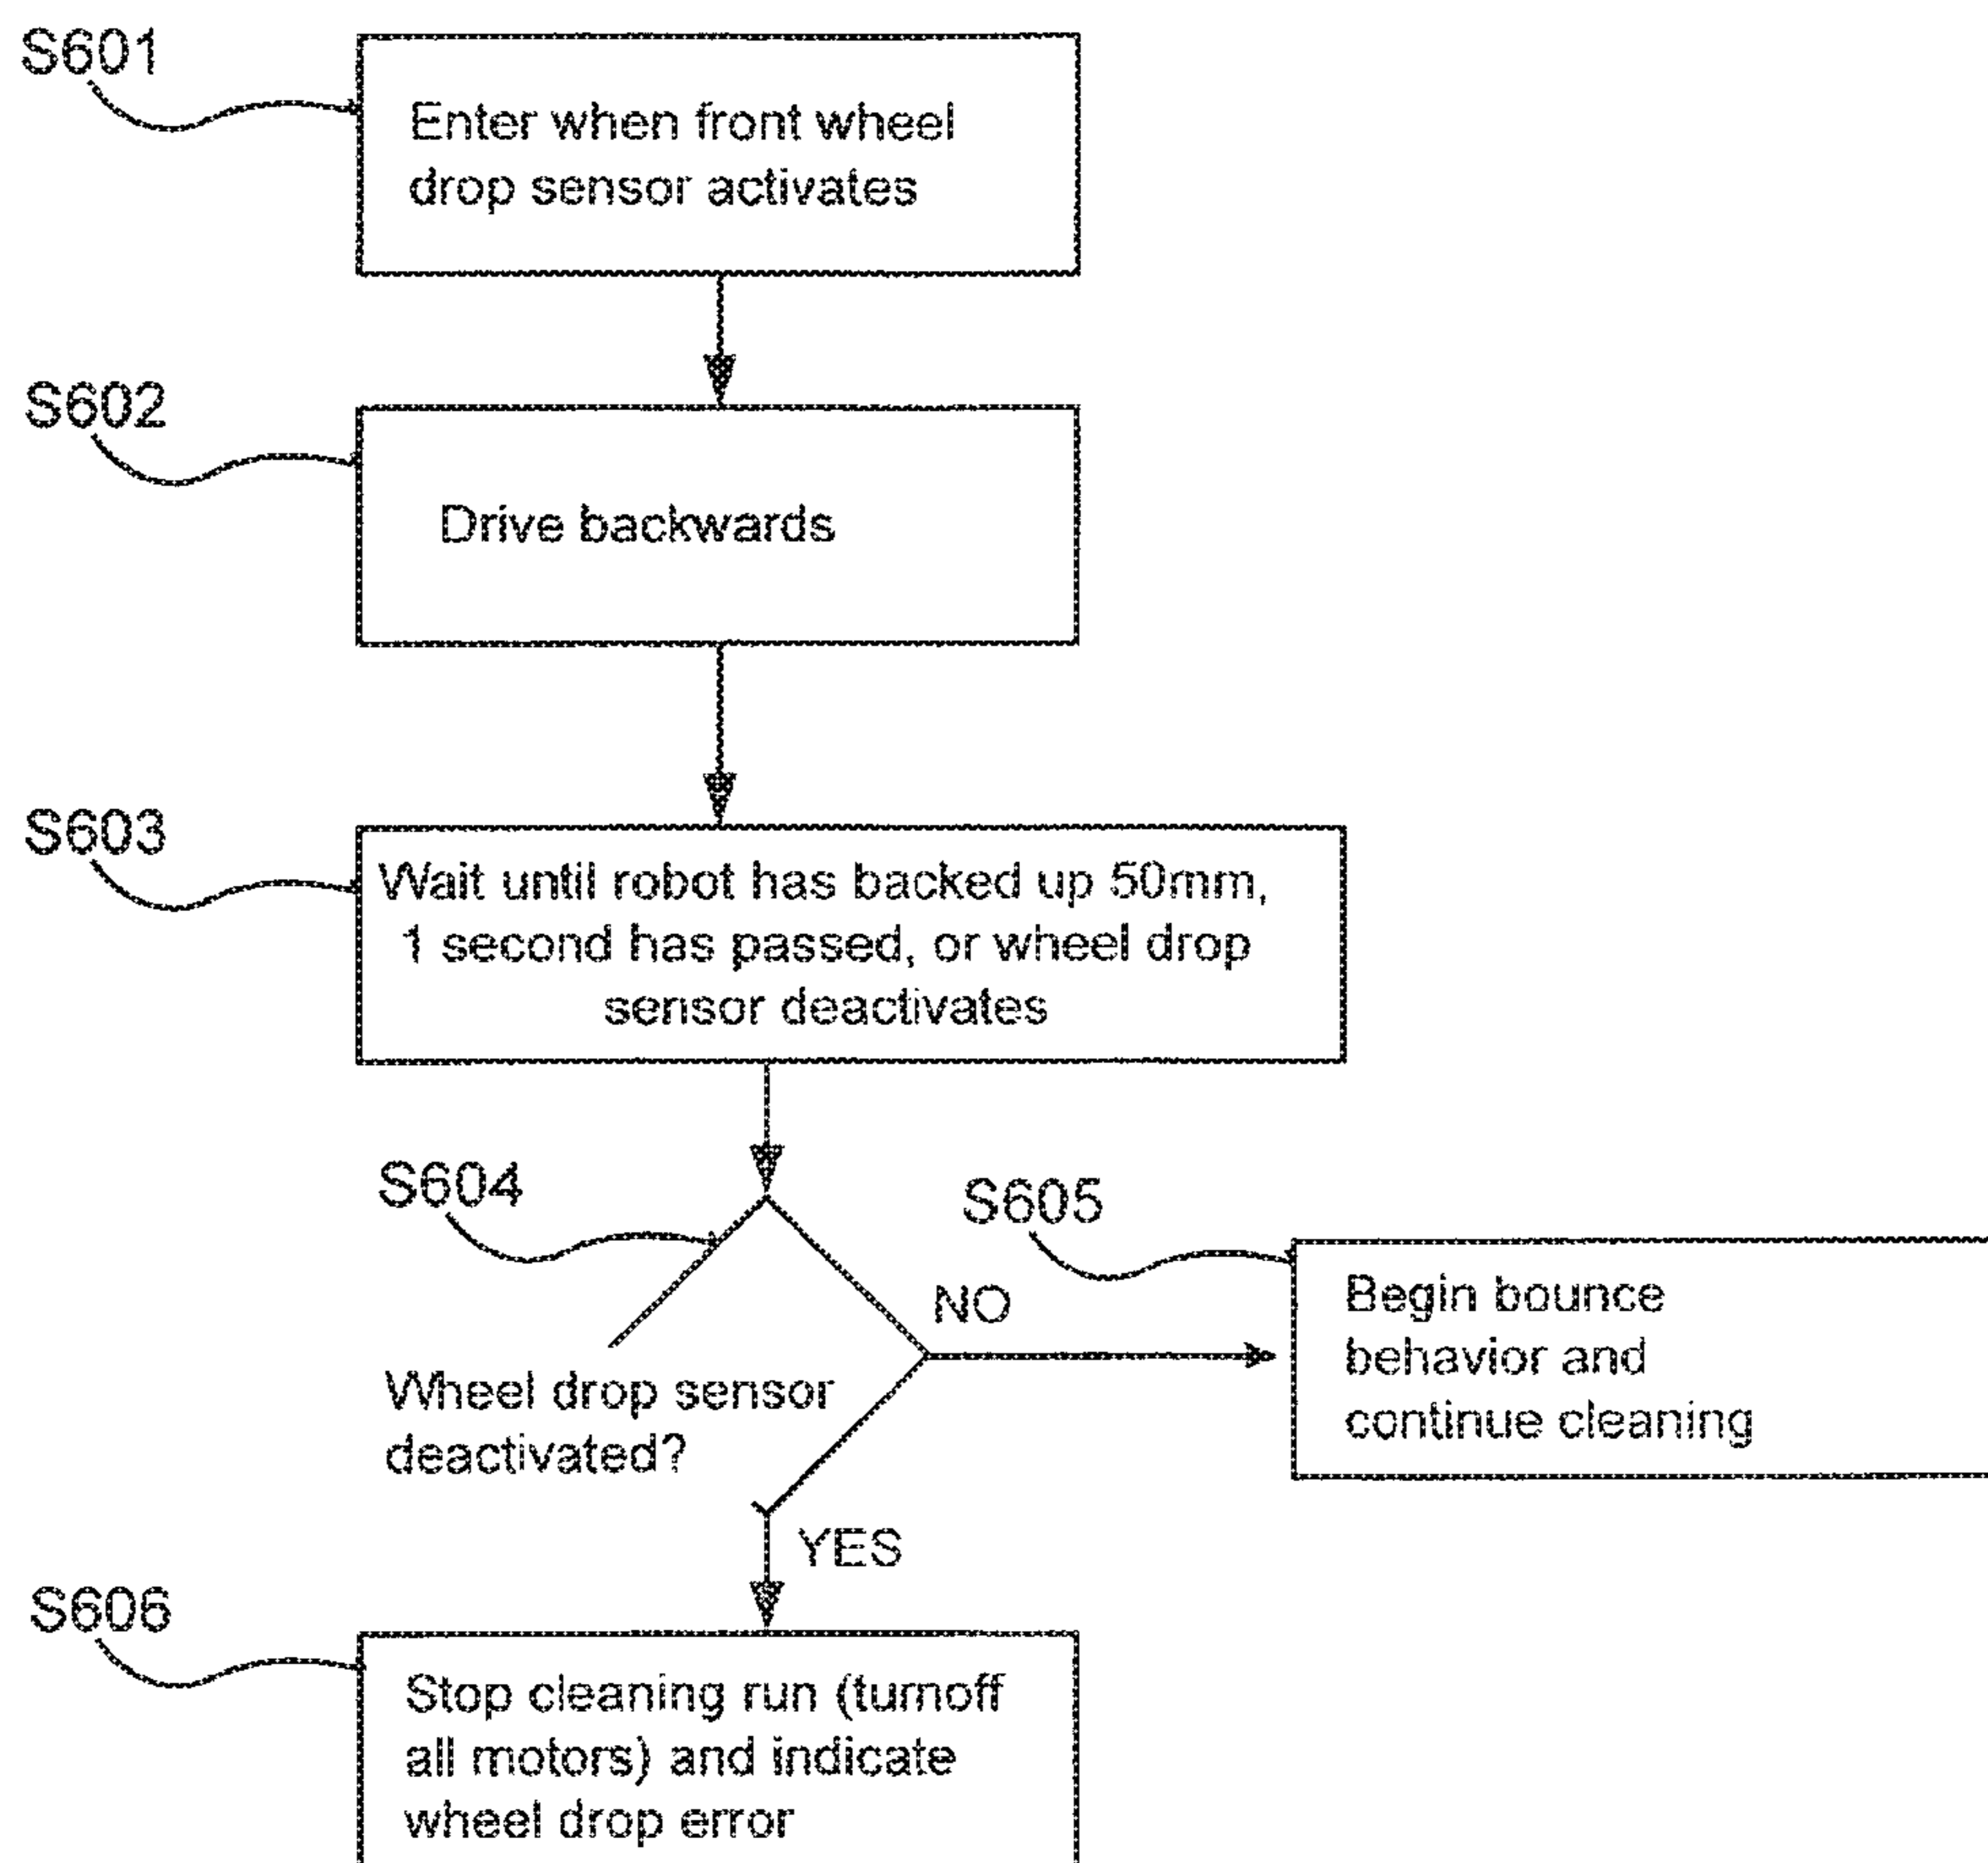 S601
Enter when front wheel
drop sensor activates
S602
Drive backwards
S603
Wait until robot has backed up 50mm,
1 second has passed, or wheel drop
sensor deactivates
S604
Wheel drop sensor
deactivated?
NO
S605
Begin bounce
behavior and
continue cleaning
YES
S606
Stop cleaning run (turnoff
all motors) and indicate
wheel drop error